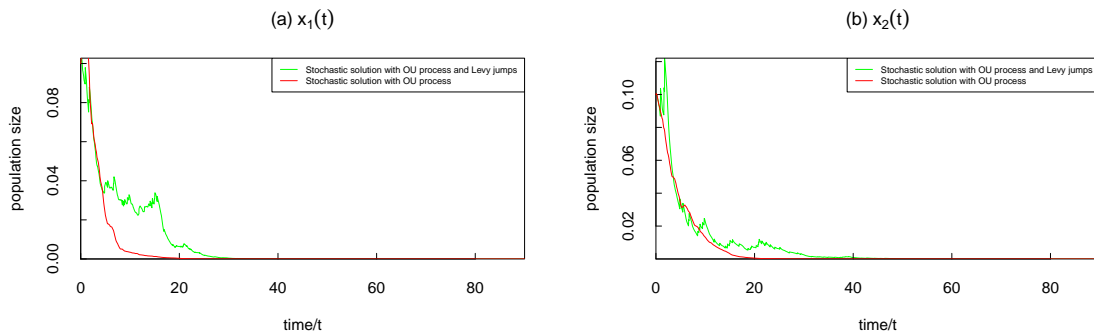 (a) x₁(t)
population size
0.00 0.04 0.08
Stochastic solution with OU process and Levy jumps
Stochastic solution with OU process
0 20 40 60 80
time/t
(b) x₂(t)
population size
0.02 0.06 0.10
Stochastic solution with OU process and Levy jumps
Stochastic solution with OU process
0 20 40 60 80
time/t